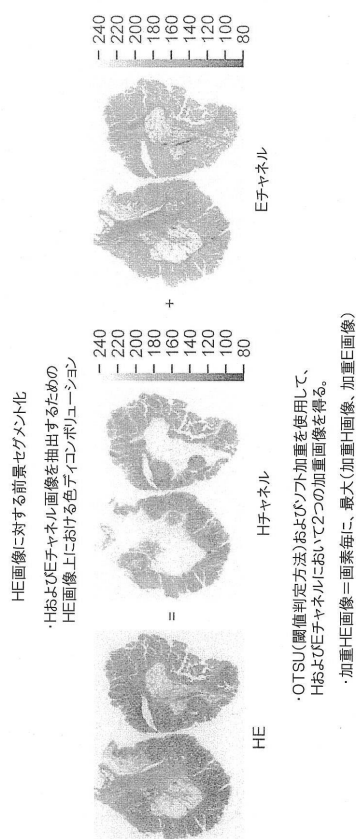 HE画像に対する前景セグメント化
・HおよびEチャネル画像を抽出するための
HE画像上における色ディコンボリューション
HE
=
Hチャネル
240
220
200
180
160
140
120
100
80
+
Eチャネル
240
220
200
180
160
140
120
100
80
・OTSU(閾値判定方法)およびソフト加重を使用して、
HおよびEチャネルにおいて2つの加重画像を得る。
・加重HE画像=画素毎に、最大(加重H画像、加重E画像)